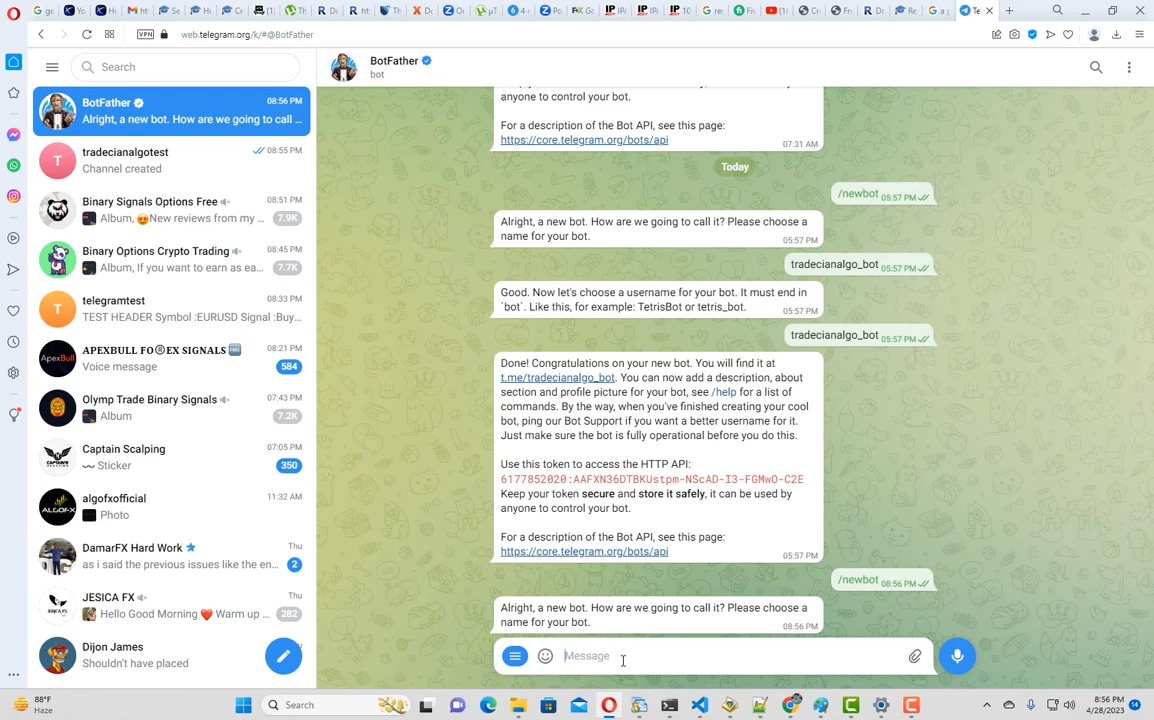 Te
VPN
web.telegram.org/k/#@BotFather
Search
BotFather
bot
BotFather
08:56 PM
Alright, a new bot. How are we going to call ...
tradecianalgotest
08:55 PM
Channel created
Binary Signals Options Free
08:51 PM
Album, 😍New reviews from my ...
7.9K
Binary Options Crypto Trading
08:45 PM
Album, If you want to earn as ea...
7.7K
telegramtest
08:33 PM
TEST HEADER Symbol :EURUSD Signal :Buy...
APEXBULL FO®EX SIGNALS
08:21 PM
Voice message
584
Olymp Trade Binary Signals
07:43 PM
Album
7.2K
Captain Scalping
07:05 PM
Sticker
350
algofxofficial
11:32 AM
Photo
DamarFX Hard Work
Thu
as i said the previous issues like the en...
2
JESICA FX
Thu
Hello Good Morning ❤️ Warm up ...
282
Dijon James
Shouldn't have placed
anyone to control your bot.
For a description of the Bot API, see this page:
https://core.telegram.org/bots/api
07:31 AM
Today
/newbot 05:57 PM
Alright, a new bot. How are we going to call it? Please choose a
name for your bot.
05:57 PM
tradecianalgo_bot 05:57 PM
Good. Now let's choose a username for your bot. It must end in
`bot`. Like this, for example: TetrisBot or tetris_bot.
05:57 PM
tradecianalgo_bot 05:57 PM
Done! Congratulations on your new bot. You will find it at
t.me/tradecianalgo_bot. You can now add a description, about
section and profile picture for your bot, see /help for a list of
commands. By the way, when you've finished creating your cool
bot, ping our Bot Support if you want a better username for it.
Just make sure the bot is fully operational before you do this.
Use this token to access the HTTP API:
6177852020:AAFXN36DTBKUstpm-NScAD-I3-FGMwO-C2E
Keep your token secure and store it safely, it can be used by
anyone to control your bot.
For a description of the Bot API, see this page:
https://core.telegram.org/bots/api
05:57 PM
/newbot 08:56 PM
Alright, a new bot. How are we going to call it? Please choose a
name for your bot.
08:56 PM
Message
88°F
Haze
Search
8:56 PM
4/28/2023
14